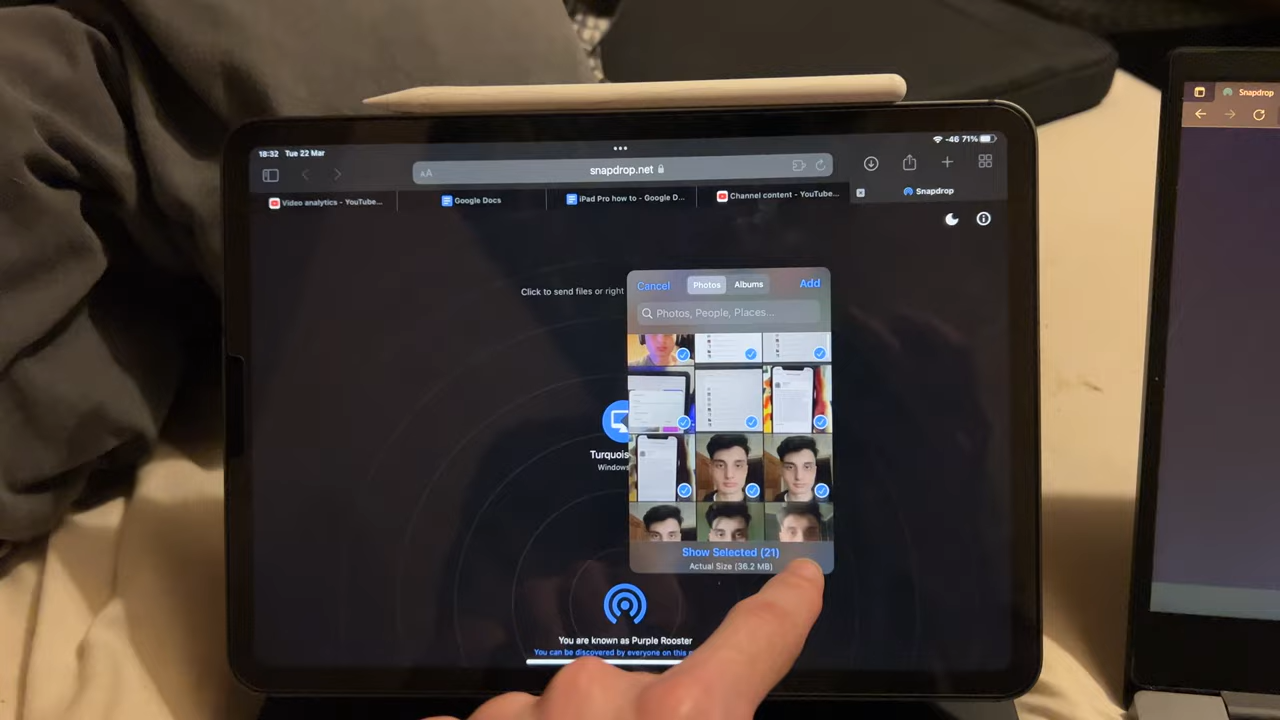 18:32 Tue 22 Mar
-46 71%
AA
snapdrop.net
Video analytics - YouTube...
Google Docs
iPad Pro how to - Google D...
Channel content - YouTube...
Snapdrop
Click to send files or right
Cancel
Photos
Albums
Add
Photos, People, Places...
Turquois
Windows
Show Selected (21)
Actual Size (36.2 MB)
You are known as Purple Rooster
You can be discovered by everyone on this
Snapdrop